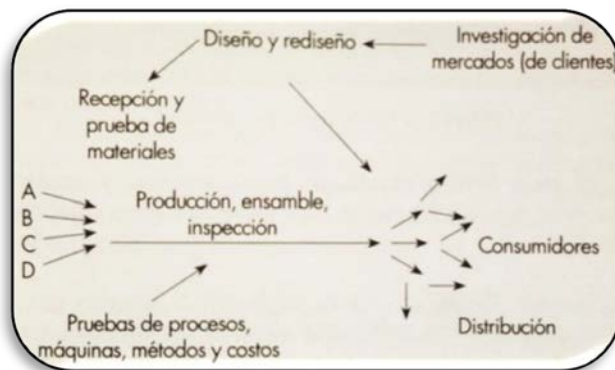 Diseño y rediseño
Investigación de
mercados (de clientes)
Recepción y
prueba de
materiales
A
B
C
D
Producción, ensamble,
inspección
Consumidores
Pruebas de procesos,
máquinas, métodos y costos
Distribución